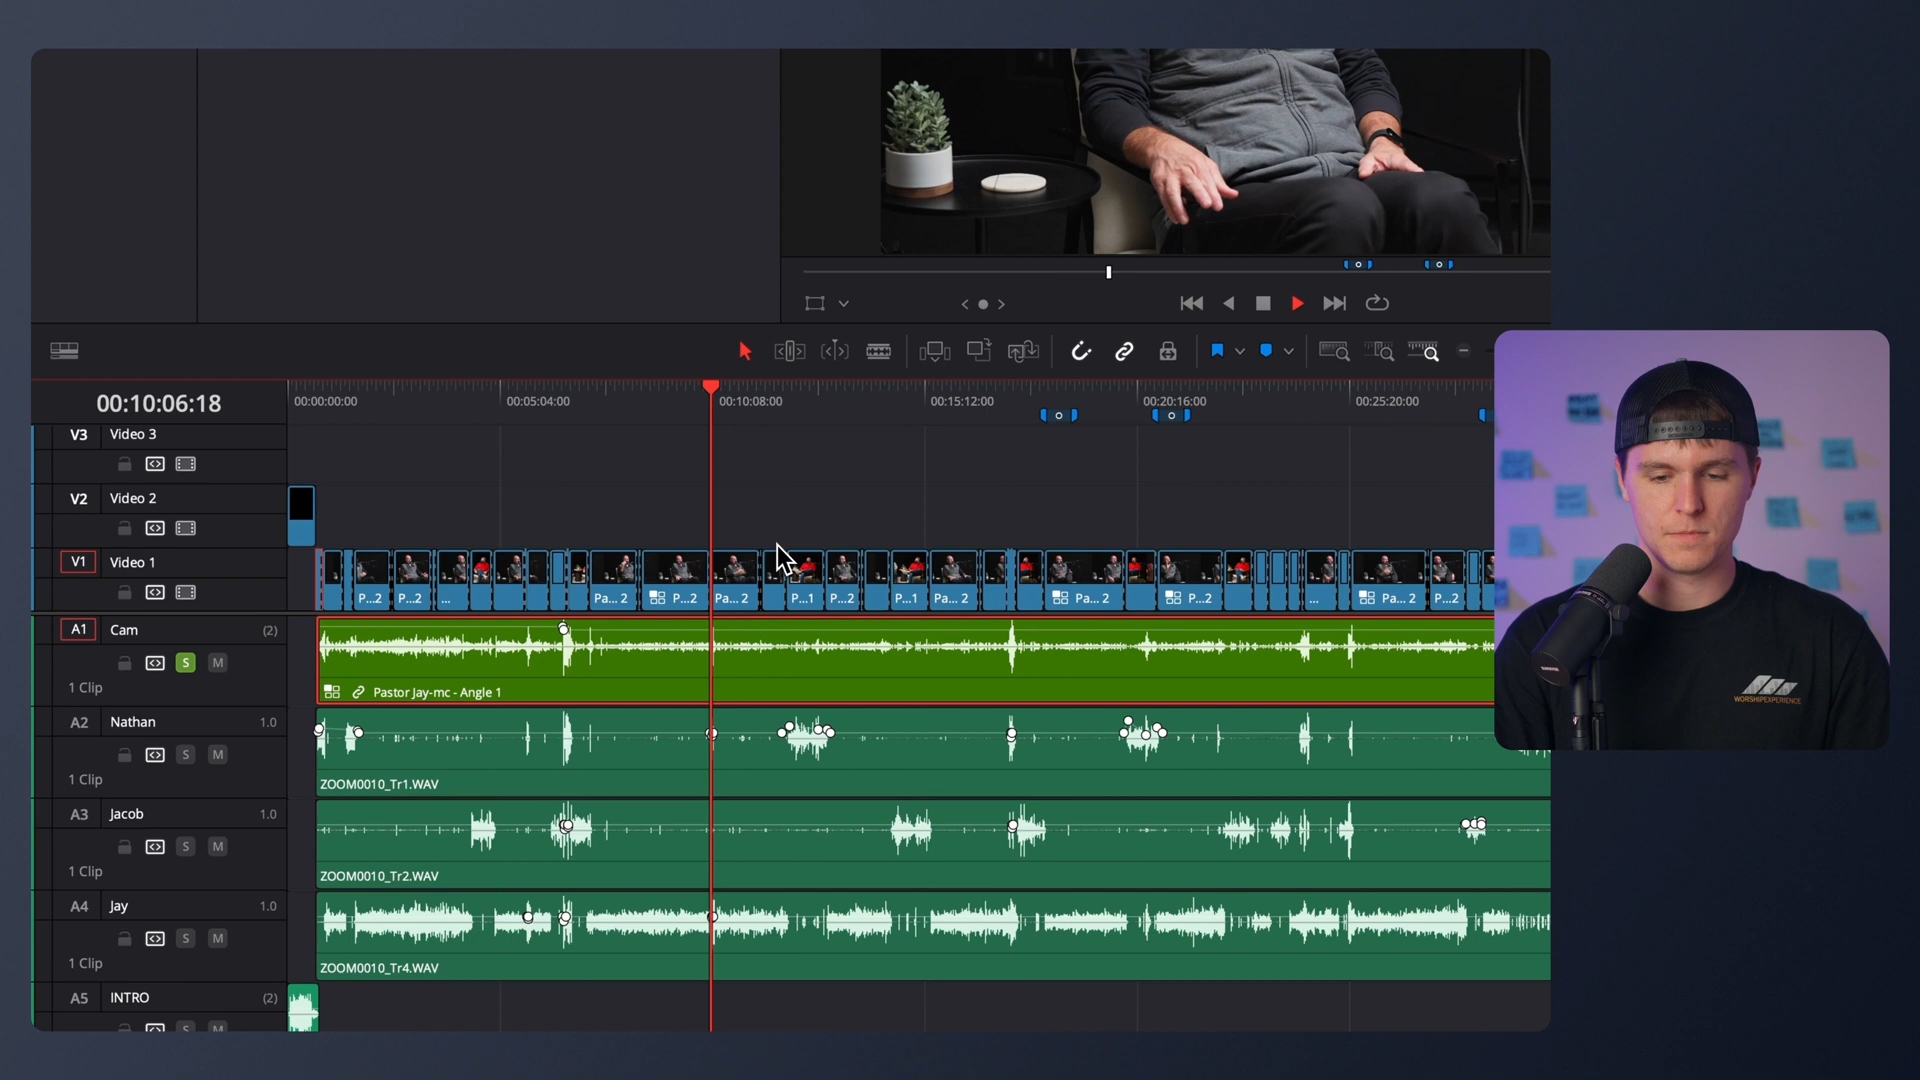 00:10:06:18
00:00:00:00
00:05:04:00
00:10:08:00
00:15:12:00
00:20:16:00
00:25:20:00
V3 Video 3
V2 Video 2
V1 Video 1
P...2
P...2
...
Pa... 2
P...2
Pa... 2
P...1
P...2
P...1
Pa... 2
Pa... 2
P...2
...
Pa... 2
P...2
A1 Cam (2)
S M
1 Clip
Pastor Jay-mc - Angle 1
A2 Nathan 1.0
S M
1 Clip
ZOOM0010_Tr1.WAV
A3 Jacob 1.0
S M
1 Clip
ZOOM0010_Tr2.WAV
A4 Jay 1.0
S M
1 Clip
ZOOM0010_Tr4.WAV
A5 INTRO (2)
S M
WORSHIPEXPERIENCE